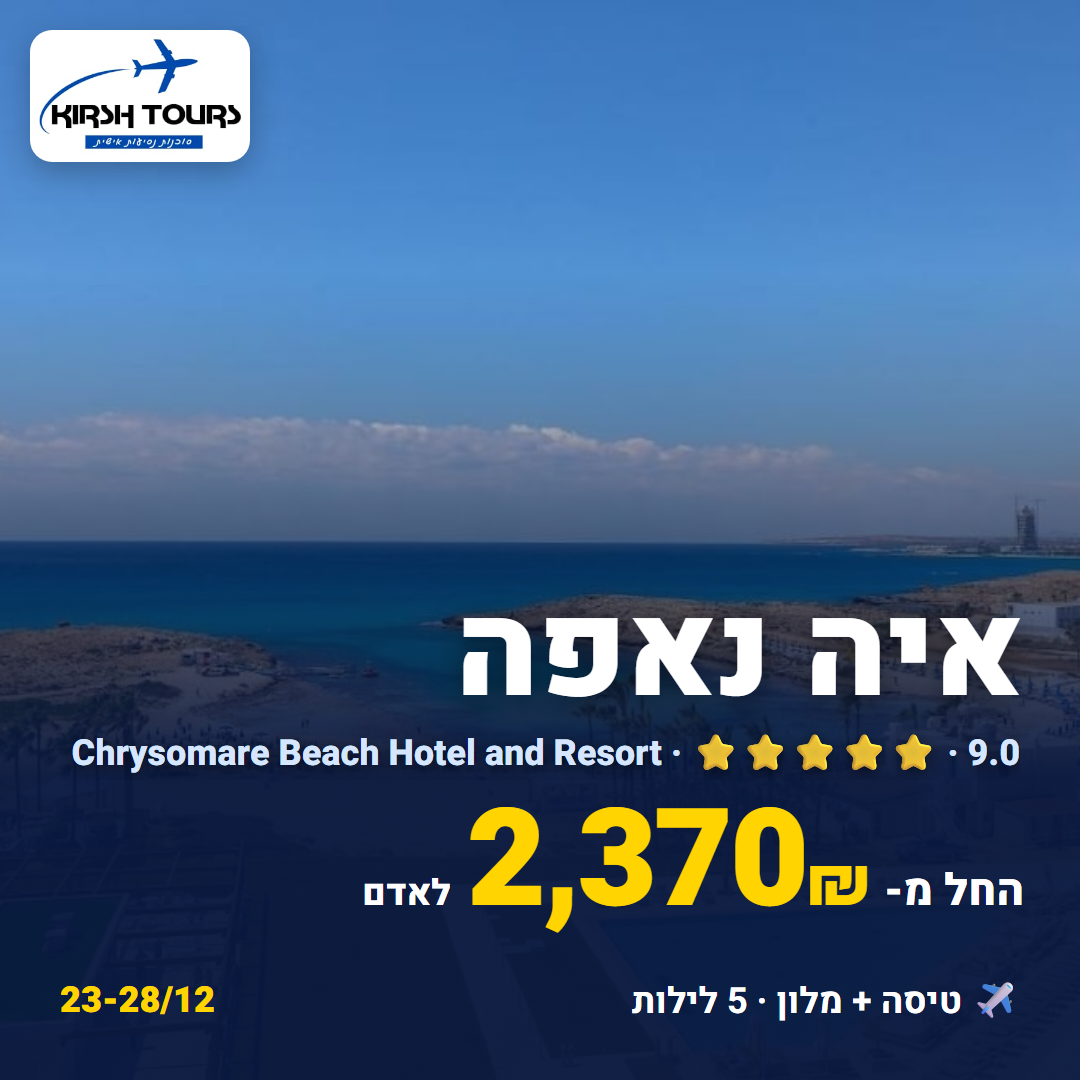 KIRSH TOURS
סוכנות נסיעות אישית
איה נאפה
Chrysomare Beach Hotel and Resort · ⭐⭐⭐⭐⭐ · 9.0
החל מ- ₪2,370 לאדם
✈️ טיסה + מלון · 5 לילות
23-28/12